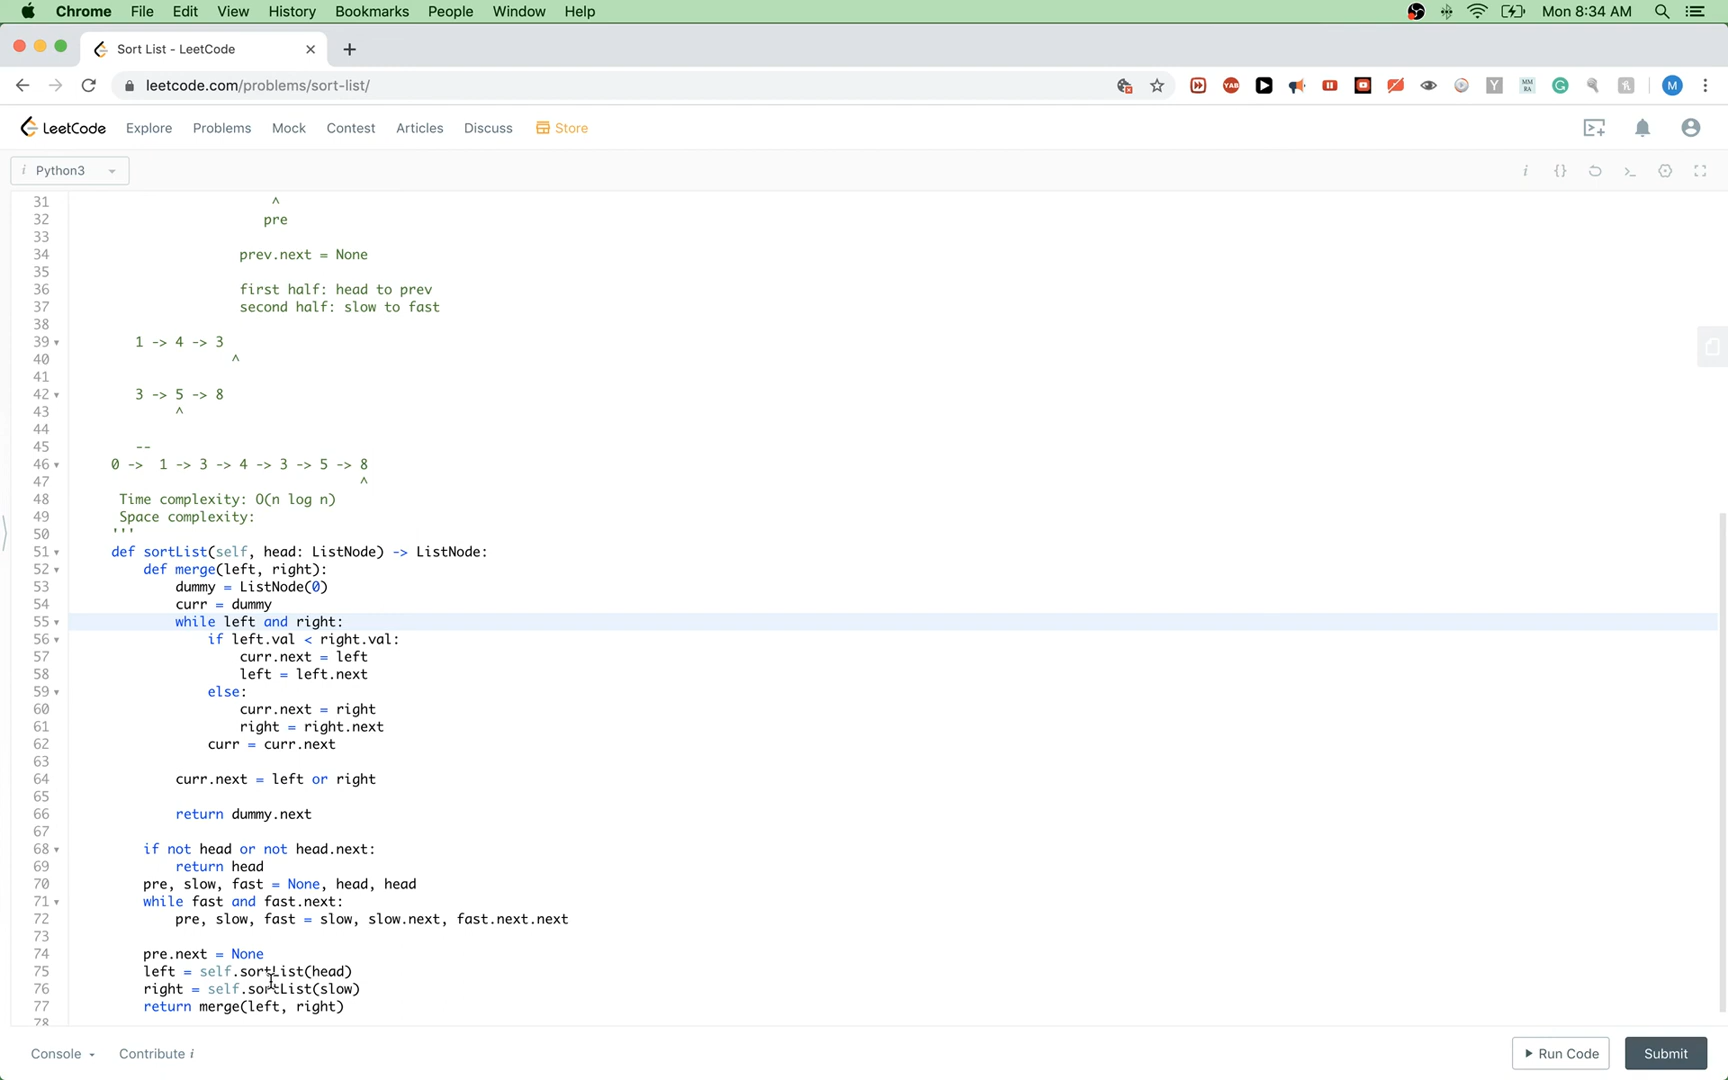 Chrome File Edit View History Bookmarks People Window Help Mon 8:34 AM
Sort List - LeetCode
leetcode.com/problems/sort-list/
LeetCode Explore Problems Mock Contest Articles Discuss Store
i Python3
31 ^
32 pre
33
34 prev.next = None
35
36 first half: head to prev
37 second half: slow to fast
38
39 1 -> 4 -> 3
40 ^
41
42 3 -> 5 -> 8
43 ^
44
45 --
46 0 -> 1 -> 3 -> 4 -> 3 -> 5 -> 8
47 ^
48 Time complexity: O(n log n)
49 Space complexity:
50 '''
51 def sortList(self, head: ListNode) -> ListNode:
52 def merge(left, right):
53 dummy = ListNode(0)
54 curr = dummy
55 while left and right:
56 if left.val < right.val:
57 curr.next = left
58 left = left.next
59 else:
60 curr.next = right
61 right = right.next
62 curr = curr.next
63
64 curr.next = left or right
65
66 return dummy.next
67
68 if not head or not head.next:
69 return head
70 pre, slow, fast = None, head, head
71 while fast and fast.next:
72 pre, slow, fast = slow, slow.next, fast.next.next
73
74 pre.next = None
75 left = self.sortList(head)
76 right = self.sortList(slow)
77 return merge(left, right)
78
Console Contribute i Run Code Submit